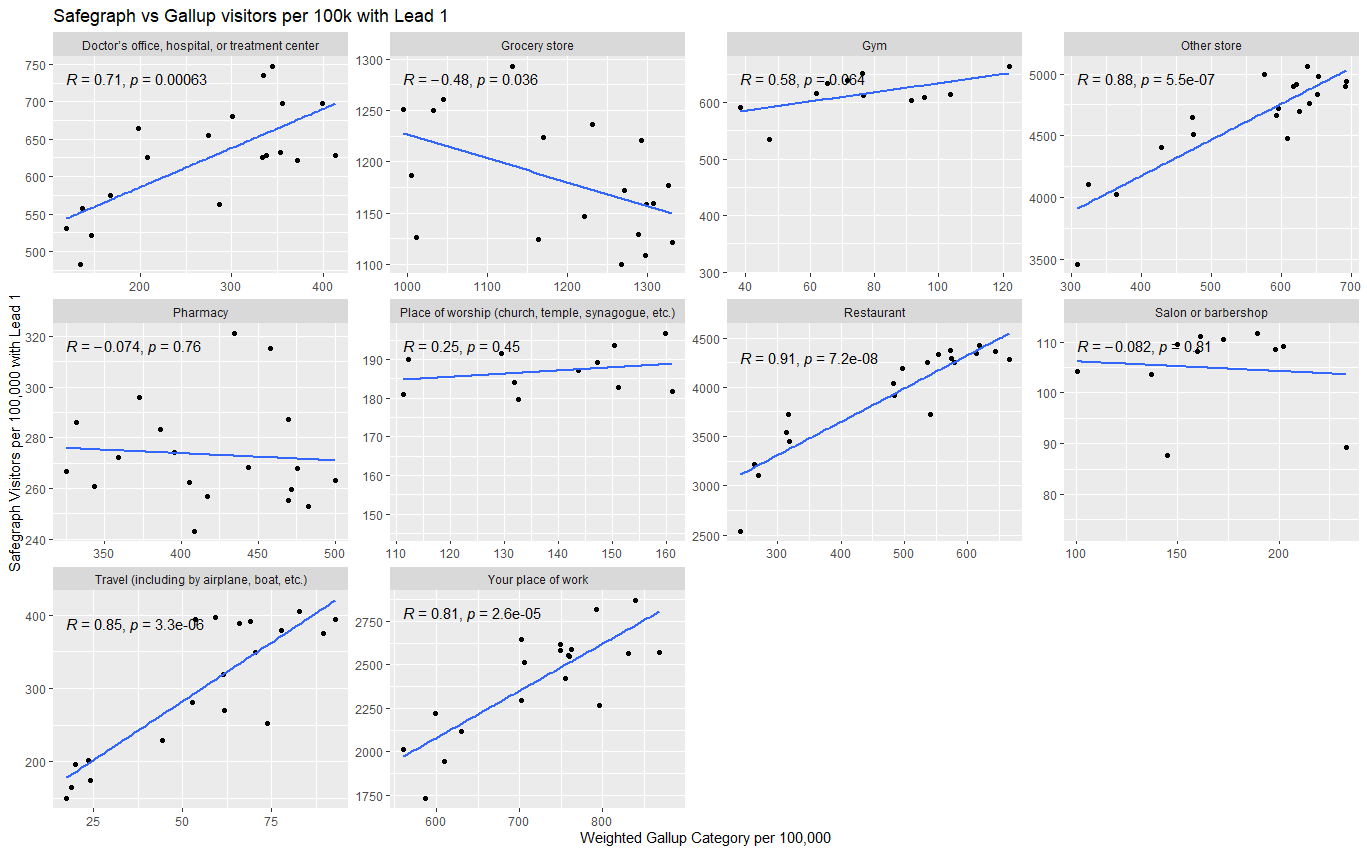 Safegraph vs Gallup visitors per 100k with Lead 1
Doctor's office, hospital, or treatment center
Grocery store
Gym
Other store
R = 0.71, p = 0.00063
R = −0.48, p = 0.036
R = 0.58, p = 0.064
R = 0.88, p = 5.5e-07
750
700
650
600
550
500
1300
1250
1200
1150
1100
600
500
400
300
5000
4500
4000
3500
200 300 400
1000 1100 1200 1300
40 60 80 100 120
300 400 500 600 700
Pharmacy
Place of worship (church, temple, synagogue, etc.)
Restaurant
Salon or barbershop
R = −0.074, p = 0.76
R = 0.25, p = 0.45
R = 0.91, p = 7.2e-08
R = −0.082, p = 0.81
320
300
280
260
240
190
180
170
160
150
4500
4000
3500
3000
2500
110
100
90
80
350 400 450 500
110 120 130 140 150 160
300 400 500 600
100 150 200
Travel (including by airplane, boat, etc.)
Your place of work
R = 0.85, p = 3.3e-06
R = 0.81, p = 2.6e-05
400
300
200
2750
2500
2250
2000
1750
25 50 75
600 700 800
Safegraph Visitors per 100,000 with Lead 1
Weighted Gallup Category per 100,000